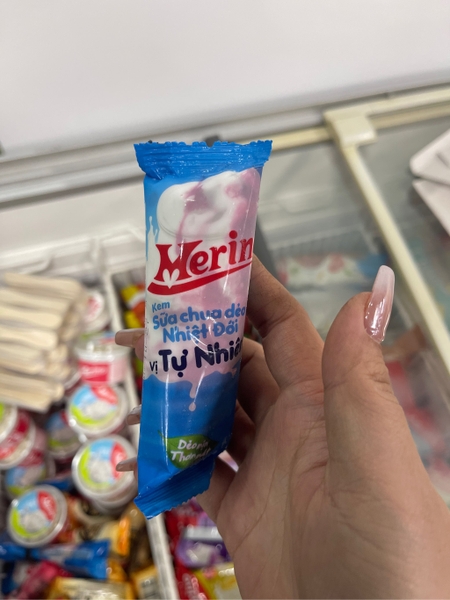 Merin
Kem
Sữa chua dẻo
Nhiệt Đới
Vị Tự Nhiê